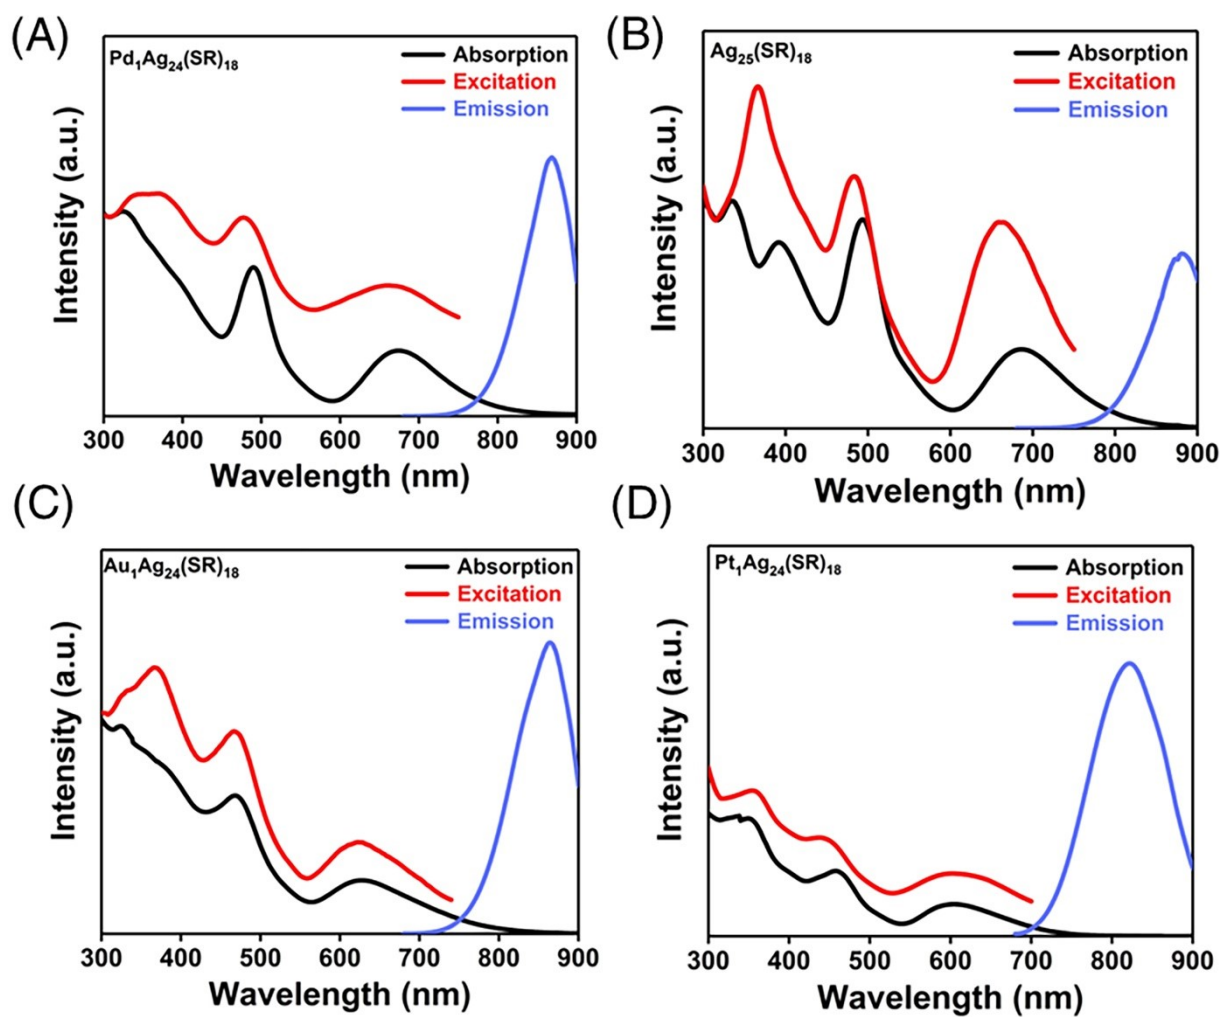 (A)
Pd₁Ag₂₄(SR)₁₈
Absorption
Excitation
Emission
Intensity (a.u.)
300 400 500 600 700 800 900
Wavelength (nm)
(B)
Ag₂₅(SR)₁₈
Absorption
Excitation
Emission
Intensity (a.u.)
300 400 500 600 700 800 900
Wavelength (nm)
(C)
Au₁Ag₂₄(SR)₁₈
Absorption
Excitation
Emission
Intensity (a.u.)
300 400 500 600 700 800 900
Wavelength (nm)
(D)
Pt₁Ag₂₄(SR)₁₈
Absorption
Excitation
Emission
Intensity (a.u.)
300 400 500 600 700 800 900
Wavelength (nm)